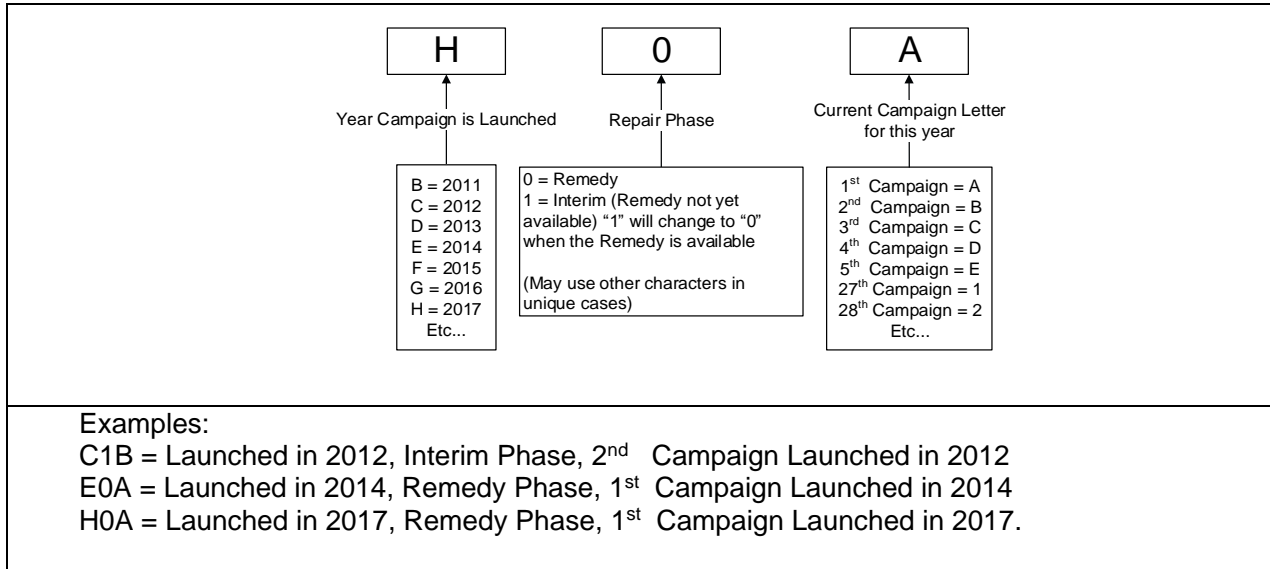 H 0 A
Year Campaign is Launched
Repair Phase
Current Campaign Letter
for this year
B = 2011
C = 2012
D = 2013
E = 2014
F = 2015
G = 2016
H = 2017
Etc...
0 = Remedy
1 = Interim (Remedy not yet
available) “1” will change to “0”
when the Remedy is available
(May use other characters in
unique cases)
1st Campaign = A
2nd Campaign = B
3rd Campaign = C
4th Campaign = D
5th Campaign = E
27th Campaign = 1
28th Campaign = 2
Etc...
Examples:
C1B = Launched in 2012, Interim Phase, 2nd Campaign Launched in 2012
E0A = Launched in 2014, Remedy Phase, 1st Campaign Launched in 2014
H0A = Launched in 2017, Remedy Phase, 1st Campaign Launched in 2017.